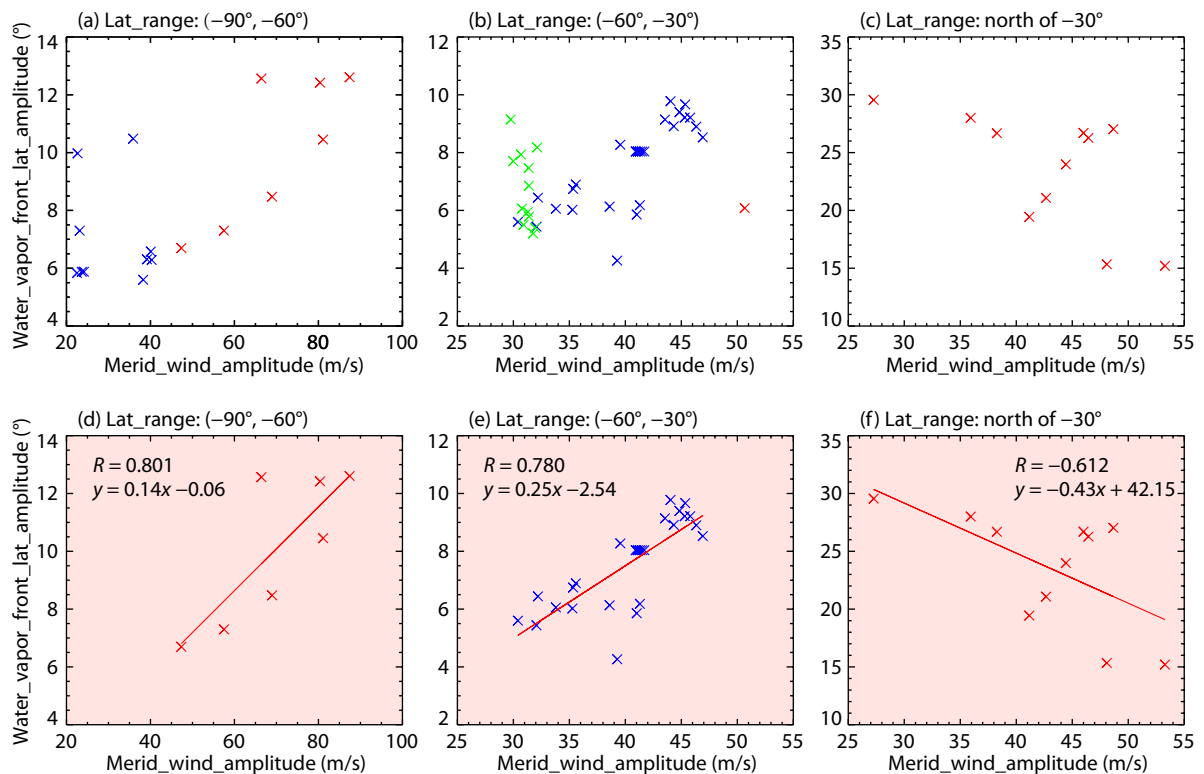 (a) Lat_range: (−90°, −60°)
Water_vapor_front_lat_amplitude (°)
14
12
10
8
6
4
20 40 60 80 100
Merid_wind_amplitude (m/s)
(b) Lat_range: (−60°, −30°)
12
10
8
6
4
2
25 30 35 40 45 50 55
Merid_wind_amplitude (m/s)
(c) Lat_range: north of −30°
35
30
25
20
15
10
25 30 35 40 45 50 55
Merid_wind_amplitude (m/s)
(d) Lat_range: (−90°, −60°)
Water_vapor_front_lat_amplitude (°)
14
12
10
8
6
4
R = 0.801
y = 0.14x −0.06
20 40 60 80 100
Merid_wind_amplitude (m/s)
(e) Lat_range: (−60°, −30°)
12
10
8
6
4
2
R = 0.780
y = 0.25x −2.54
25 30 35 40 45 50 55
Merid_wind_amplitude (m/s)
(f) Lat_range: north of −30°
35
30
25
20
15
10
R = −0.612
y = −0.43x + 42.15
25 30 35 40 45 50 55
Merid_wind_amplitude (m/s)